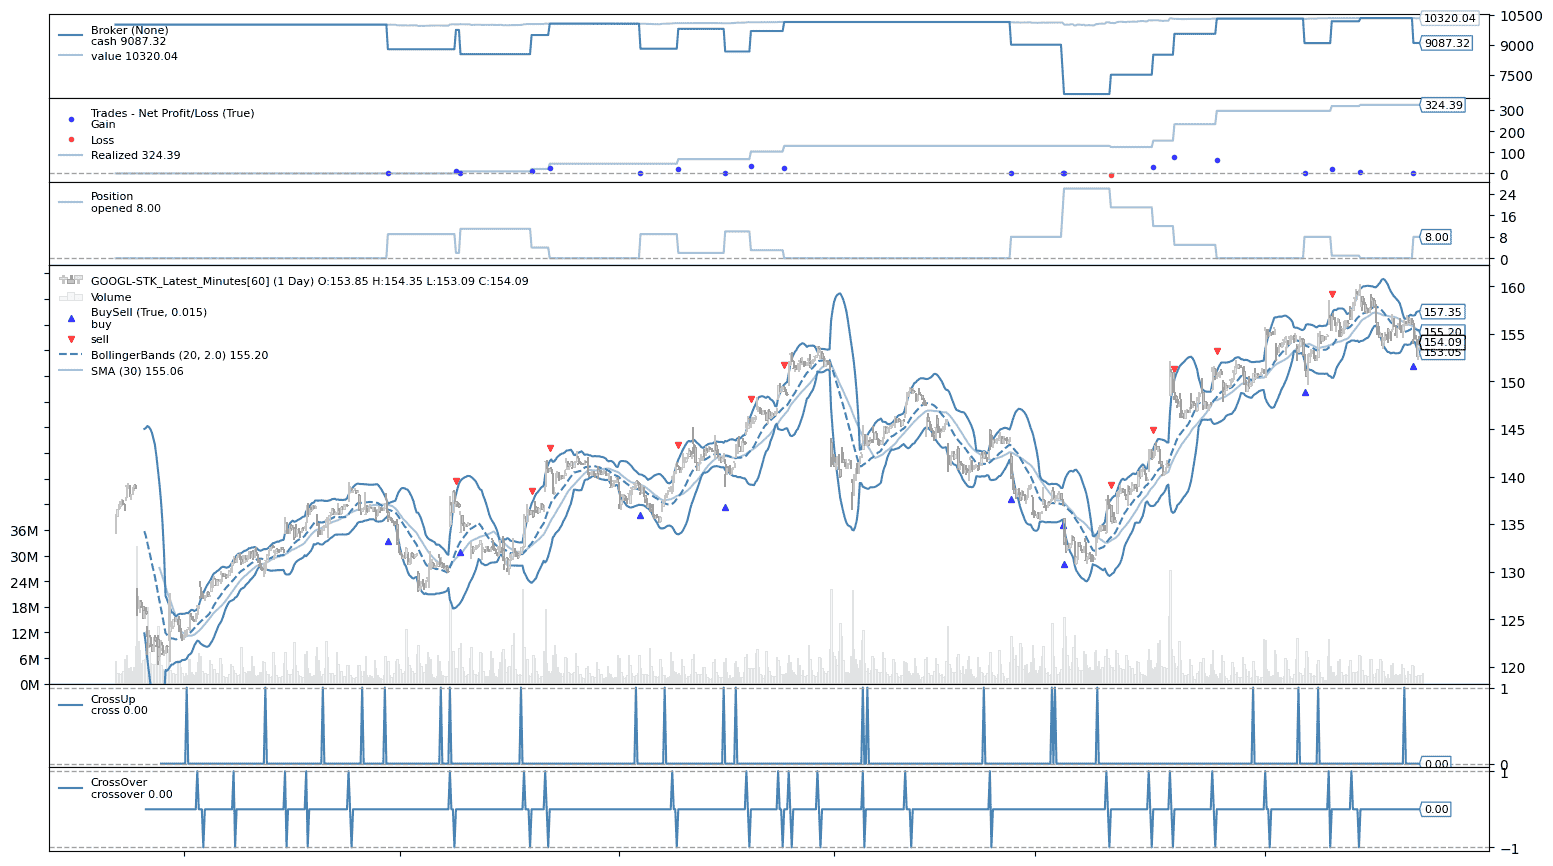 Broker (None)
cash 9087.32
value 10320.04
10500
10320.04
9000
9087.32
7500
Trades - Net Profit/Loss (True)
Gain
Loss
Realized 324.39
324.39
300
200
100
0
Position
opened 8.00
24
16
8
8.00
0
GOOGL-STK_Latest_Minutes[60] (1 Day) O:153.85 H:154.35 L:153.09 C:154.09
Volume
BuySell (True, 0.015)
buy
sell
BollingerBands (20, 2.0) 155.20
SMA (30) 155.06
160
157.35
155
155.20
154.09
153.05
150
145
140
135
130
125
120
36M
30M
24M
18M
12M
6M
0M
CrossUp
cross 0.00
1
0
0.00
CrossOver
crossover 0.00
1
0.00
−1